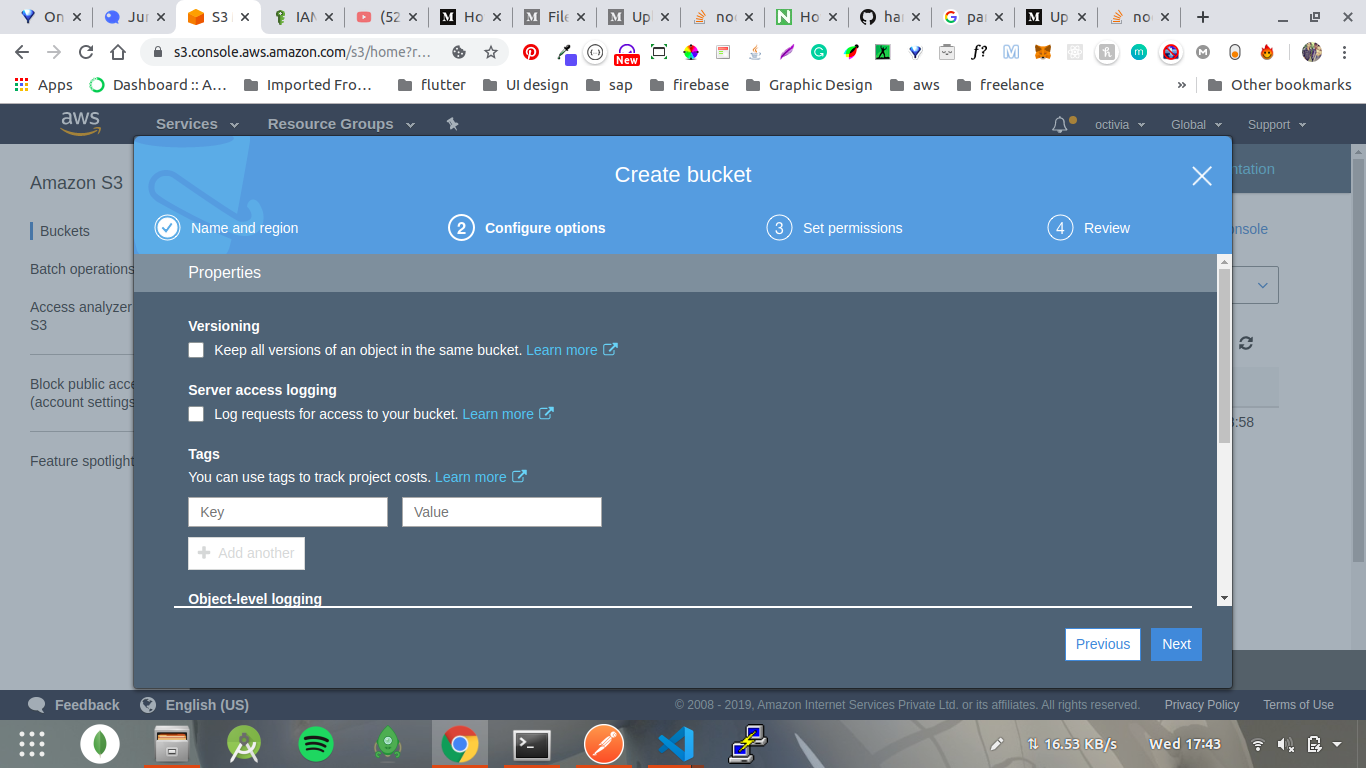 On
Jun
S3
IAM
(52
Ho
File
Up
noc
Ho
har
par
Up
noc
s3.console.aws.amazon.com/s3/home?r…
New
f?
Apps
Dashboard :: A…
Imported Fro…
flutter
UI design
sap
firebase
Graphic Design
aws
freelance
»
Other bookmarks
aws
Services
Resource Groups
octivia
Global
Support
Amazon S3
Buckets
Batch operations
Access analyzer
S3
Block public acce
(account settings
Feature spotlight
ntation
onsole
:58
Create bucket
Name and region
2 Configure options
3 Set permissions
4 Review
Properties
Versioning
Keep all versions of an object in the same bucket. Learn more
Server access logging
Log requests for access to your bucket. Learn more
Tags
You can use tags to track project costs. Learn more
Key
Value
Add another
Object-level logging
Previous
Next
Feedback
English (US)
© 2008 - 2019, Amazon Internet Services Private Ltd. or its affiliates. All rights reserved.
Privacy Policy
Terms of Use
16.53 KB/s
Wed 17:43